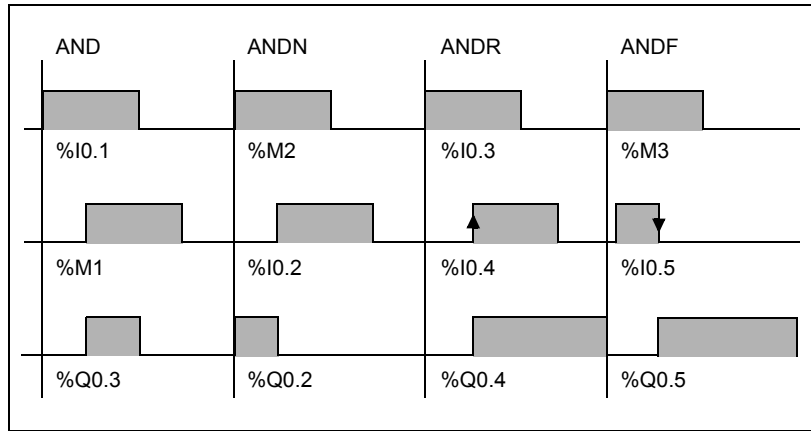 AND ANDN ANDR ANDF
%I0.1 %M2 %I0.3 %M3
%M1 %I0.2 %I0.4 %I0.5
%Q0.3 %Q0.2 %Q0.4 %Q0.5